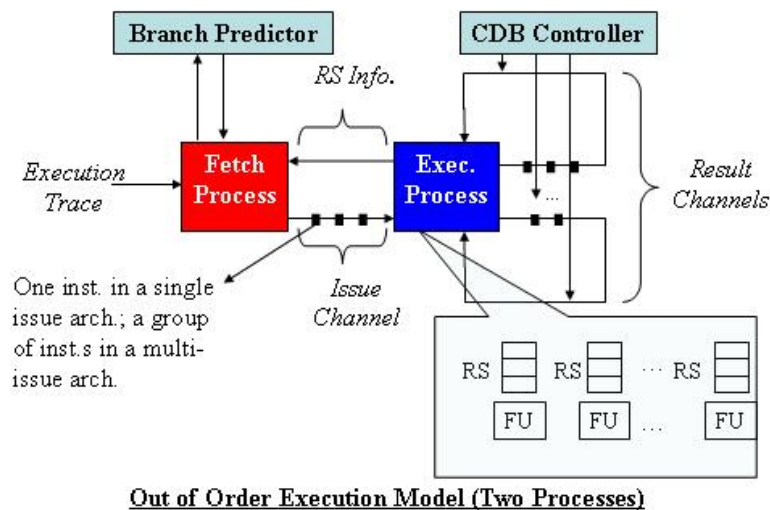 Branch Predictor
CDB Controller
RS Info.
Fetch
Process
Exec.
Process
Execution
Trace
...
Result
Channels
Issue
Channel
One inst. in a single
issue arch.; a group
of inst.s in a multi-
issue arch.
RS RS ... RS
FU FU ... FU
Out of Order Execution Model (Two Processes)